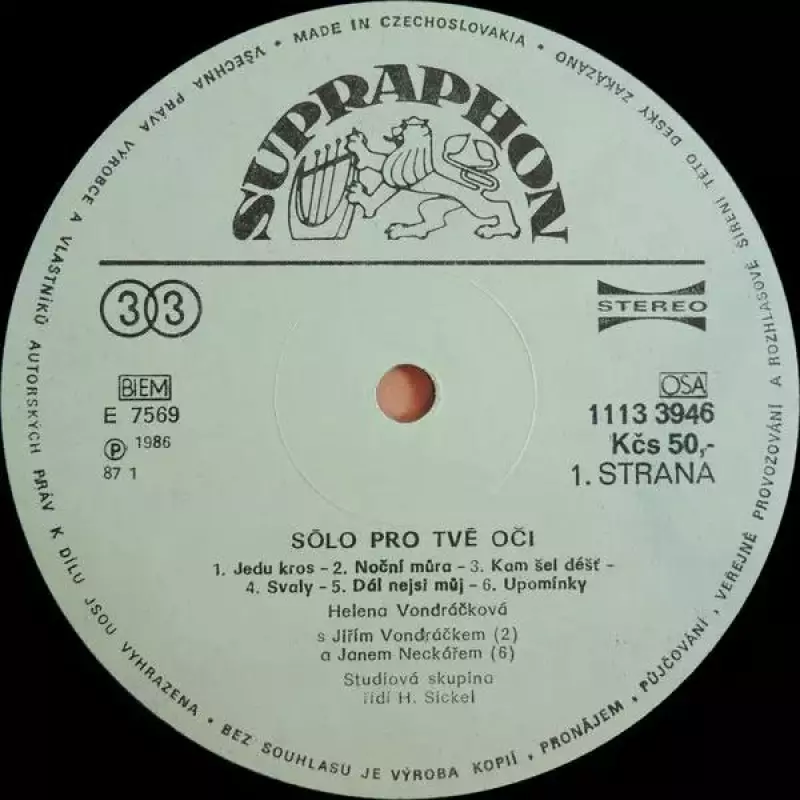 VŠECHNA PRÁVA VÝROBCE A VLASTNÍKŮ AUTORSKÝCH PRÁV K DÍLU JSOU VYHRAZENA • BEZ SOUHLASU JE VÝROBA KOPIÍ, PRONÁJEM, PŮJČOVÁNÍ, VEŘEJNÉ PROVOZOVÁNÍ A ROZHLASOVÉ ŠÍŘENÍ TÉTO DESKY ZAKÁZÁNO • MADE IN CZECHOSLOVAKIA •
SUPRAPHON
33
STEREO
BIEM
OSA
E 7569
1113 3946
Ⓟ 1986
Kčs 50,-
87 1
1. STRANA
SÓLO PRO TVÉ OČI
1. Jedu kros – 2. Noční můra – 3. Kam šel déšť –
4. Svaly – 5. Dál nejsi můj – 6. Upomínky
Helena Vondráčková
s Jiřím Vondráčkem (2)
a Janem Neckářem (6)
Studiová skupina
řídí H. Sickel